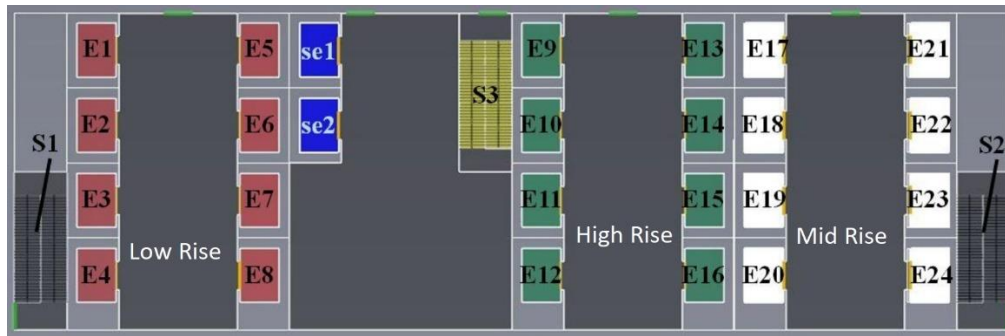 E1 E5 se1 E9 E13 E17 E21
S3
E2 E6 se2 E10 E14 E18 E22
S1 S2
E3 E7 E11 E15 E19 E23
Low Rise High Rise Mid Rise
E4 E8 E12 E16 E20 E24